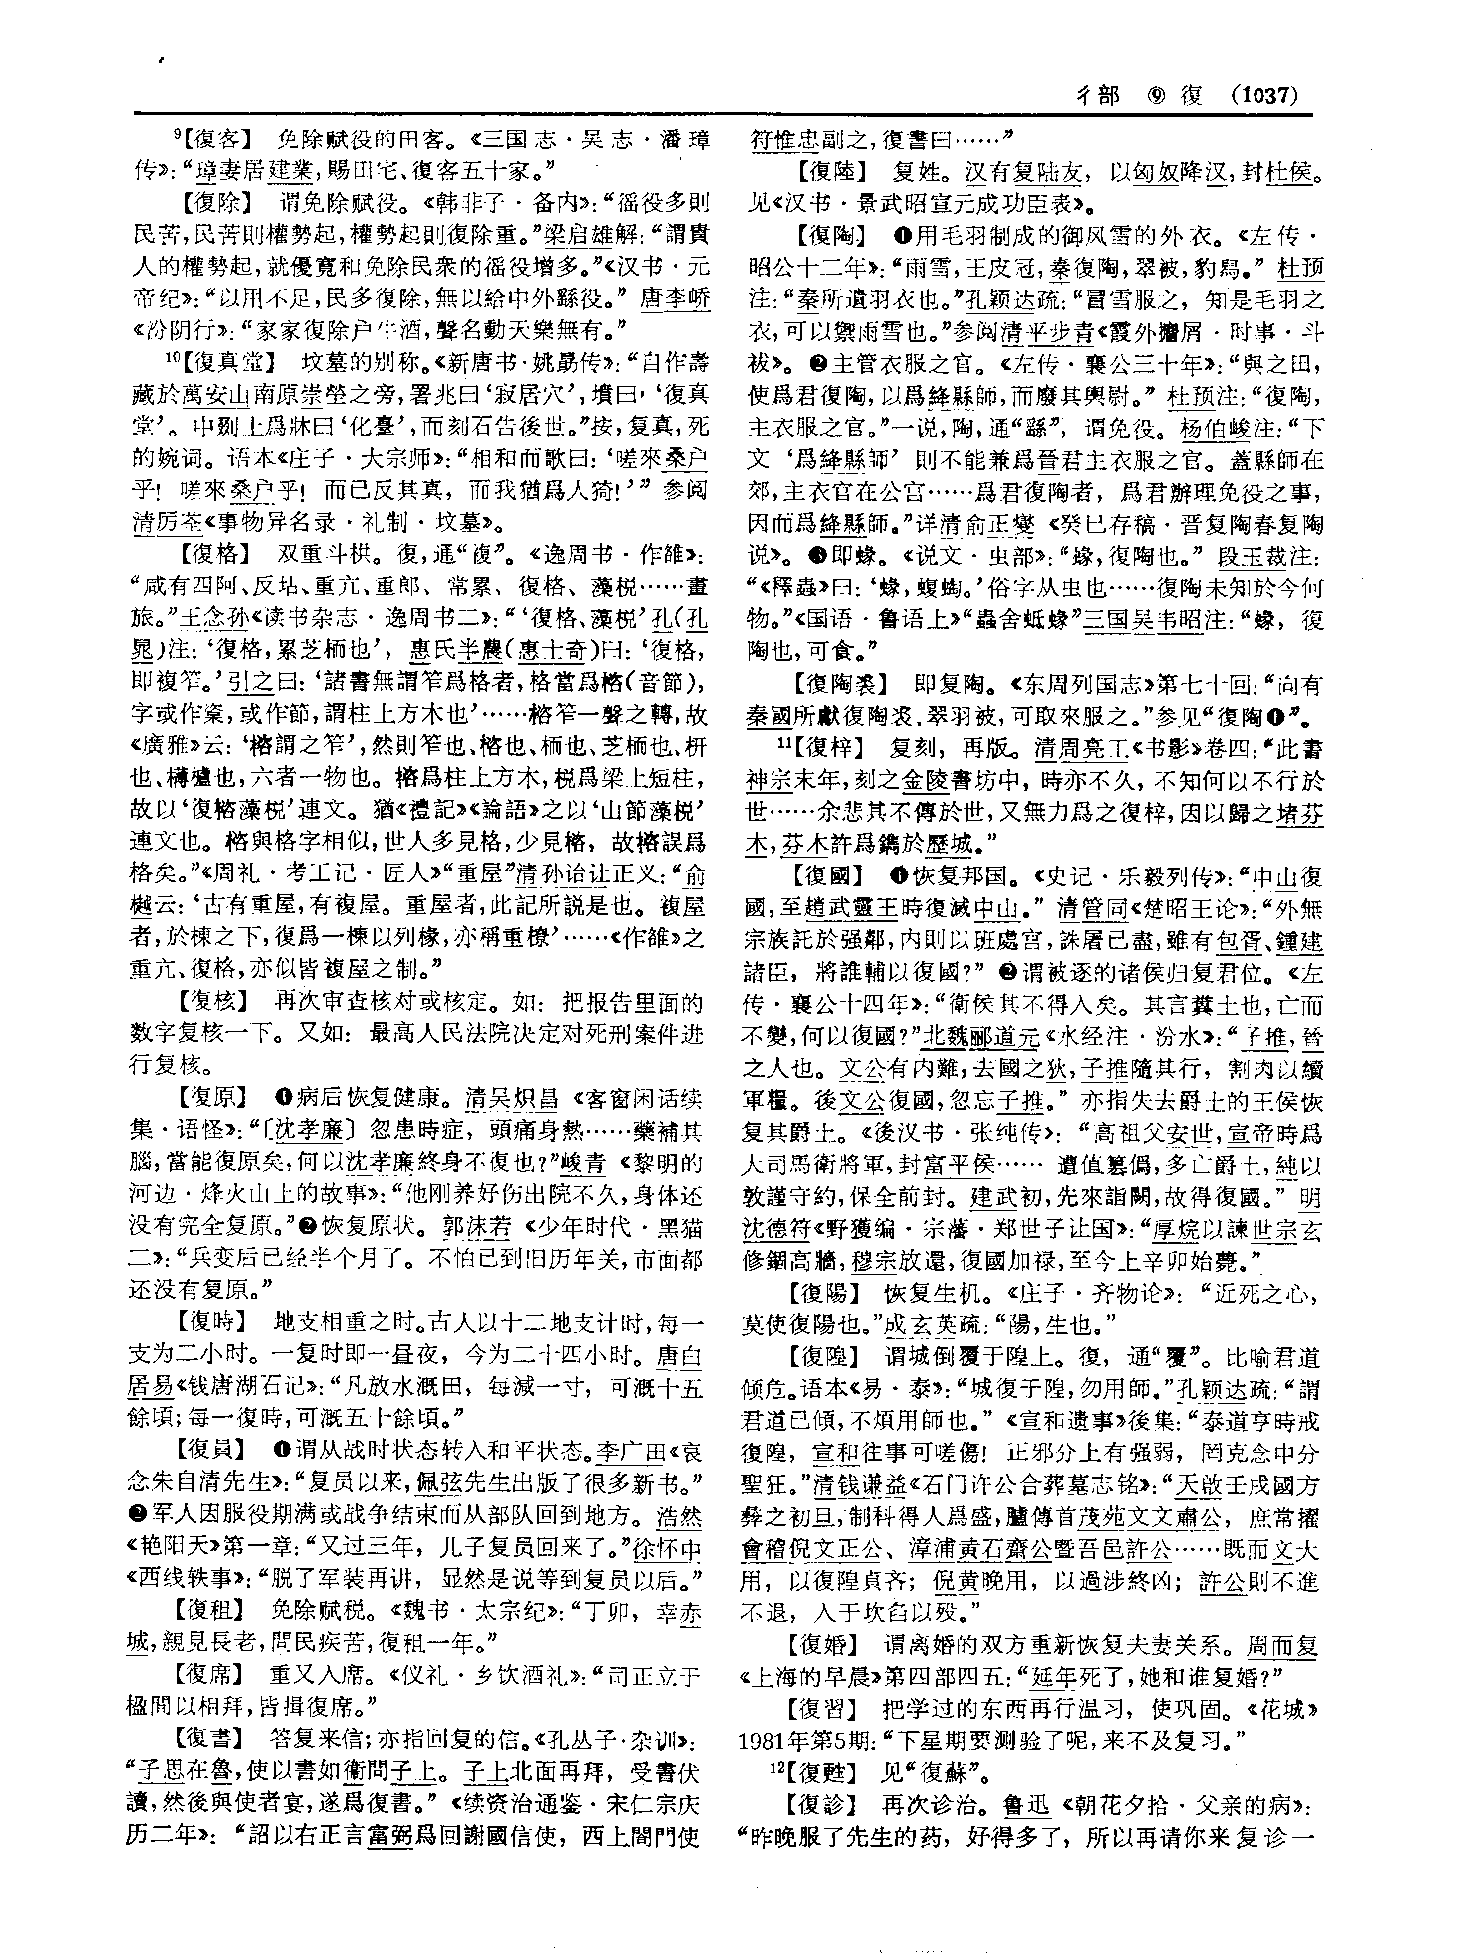 彳部 ⑨ 復 (1037)
⁹【復客】 免除赋役的田客。《三国志·吴志·潘璋
传》：“璋妻居建業，賜田宅、復客五十家。”
【復除】 谓免除赋役。《韩非子·备内》：“徭役多則
民苦，民苦則權勢起，權勢起則復除重。”梁启雄解：“謂貴
人的權勢起，就優寬和免除民衆的徭役增多。”《汉书·元
帝纪》：“以用不足，民多復除，無以給中外繇役。” 唐李峤
《汾阴行》：“家家復除户牛酒，聲名動天樂無有。”
¹⁰【復真堂】 坟墓的别称。《新唐书·姚勗传》：“自作壽
藏於萬安山南原崇塋之旁，署兆曰‘寂居穴’，墳曰‘復真
堂’。中劅土爲牀曰‘化臺’，而刻石告後世。”按，复真，死
的婉词。语本《庄子·大宗师》：“相和而歌曰：‘嗟來桑户
乎！嗟來桑户乎！而已反其真，而我猶爲人猗！’” 参阅
清厉荃《事物异名录·礼制·坟墓》。
【復格】 双重斗栱。復，通“複”。《逸周书·作雒》：
“咸有四阿、反坫、重亢、重郎、常累、復格、藻棁……畫
旅。”王念孙《读书杂志·逸周书二》：“‘復格、藻棁’孔（孔
晁）注：‘復格，累芝栭也’，惠氏半農（惠士奇）曰：‘復格，
即複笮。’引之曰：‘諸書無謂笮爲格者，格當爲㮞（音節），
字或作楶，或作節，謂柱上方木也’……㮞笮一聲之轉，故
《廣雅》云：‘㮞謂之笮’，然則笮也、㮞也、栭也、芝栭也、枅
也、欂櫨也，六者一物也。㮞爲柱上方木，棁爲梁上短柱，
故以‘復㮞藻棁’連文。猶《禮記》《論語》之以‘山節藻棁’
連文也。㮞與格字相似，世人多見格，少見㮞，故㮞誤爲
格矣。”《周礼·考工记·匠人》“重屋”清孙诒让正义：“俞
樾云：‘古有重屋，有複屋。重屋者，此記所説是也。複屋
者，於棟之下，復爲一棟以列椽，亦稱重橑’……《作雒》之
重亢、復格，亦似皆複屋之制。”
【復核】 再次审查核对或核定。如：把报告里面的
数字复核一下。又如：最高人民法院决定对死刑案件进
行复核。
【復原】 ❶病后恢复健康。清吴炽昌《客窗闲话续
集·语怪》：“〔沈孝廉〕忽患時症，頭痛身熱……藥補其
腦，當能復原矣，何以沈孝廉終身不復也？”峻青《黎明的
河边·烽火山上的故事》：“他刚养好伤出院不久，身体还
没有完全复原。”❷恢复原状。郭沫若《少年时代·黑猫
二》：“兵变后已经半个月了。不怕已到旧历年关，市面都
还没有复原。”
【復時】 地支相重之时。古人以十二地支计时，每一
支为二小时。一复时即一昼夜，今为二十四小时。唐白
居易《钱唐湖石记》：“凡放水溉田，每減一寸，可溉十五
餘頃；每一復時，可溉五十餘頃。”
【復員】 ❶谓从战时状态转入和平状态。李广田《哀
念朱自清先生》：“复员以来，佩弦先生出版了很多新书。”
❷军人因服役期满或战争结束而从部队回到地方。浩然
《艳阳天》第一章：“又过三年，儿子复员回来了。”徐怀中
《西线轶事》：“脱了军装再讲，显然是说等到复员以后。”
【復租】 免除赋税。《魏书·太宗纪》：“丁卯，幸赤
城，親見長老，問民疾苦，復租一年。”
【復席】 重又入席。《仪礼·乡饮酒礼》：“司正立于
楹間以相拜，皆揖復席。”
【復書】 答复来信；亦指回复的信。《孔丛子·杂训》：
“子思在魯，使以書如衛問子上。子上北面再拜，受書伏
讀，然後與使者宴，遂爲復書。”《续资治通鉴·宋仁宗庆
历二年》：“詔以右正言富弼爲回謝國信使，西上閤門使
符惟忠副之，復書曰……”
【復陸】 复姓。汉有复陆友，以匈奴降汉，封杜侯。
见《汉书·景武昭宣元成功臣表》。
【復陶】 ❶用毛羽制成的御风雪的外衣。《左传·
昭公十二年》：“雨雪，王皮冠，秦復陶，翠被，豹舄。”杜预
注：“秦所遺羽衣也。”孔颖达疏：“冒雪服之，知是毛羽之
衣，可以禦雨雪也。”参阅清平步青《霞外攟屑·时事·斗
袯》。❷主管衣服之官。《左传·襄公三十年》：“與之田，
使爲君復陶，以爲絳縣師，而廢其輿尉。”杜预注：“復陶，
主衣服之官。”一说，陶，通“繇”，谓免役。杨伯峻注：“下
文‘爲絳縣師’則不能兼爲晉君主衣服之官。蓋縣師在
郊，主衣官在公宫……爲君復陶者，爲君辦理免役之事，
因而爲絳縣師。”详清俞正燮《癸巳存稿·晋复陶春复陶
说》。❸即蝝。《说文·虫部》：“蝝，復陶也。”段玉裁注：
“《釋蟲》曰：‘蝝，蝮蜪。’俗字从虫也……復陶未知於今何
物。”《国语·鲁语上》“蟲舍蚳蝝”三国吴韦昭注：“蝝，復
陶也，可食。”
【復陶裘】 即复陶。《东周列国志》第七十回：“向有
秦國所獻復陶裘、翠羽被，可取來服之。”参见“復陶❶”。
¹¹【復梓】 复刻，再版。清周亮工《书影》卷四：“此書
神宗末年，刻之金陵書坊中，時亦不久，不知何以不行於
世……余悲其不傳於世，又無力爲之復梓，因以歸之堵芬
木，芬木許爲鐫於歷城。”
【復國】 ❶恢复邦国。《史记·乐毅列传》：“中山復
國，至趙武靈王時復滅中山。”清管同《楚昭王论》：“外無
宗族託於强鄰，内則以班處宫，誅屠已盡，雖有包胥、鍾建
諸臣，將誰輔以復國？”❷谓被逐的诸侯归复君位。《左
传·襄公十四年》：“衛侯其不得入矣。其言糞土也，亡而
不變，何以復國？”北魏郦道元《水经注·汾水》：“子推，晉
之人也。文公有内難，去國之狄，子推隨其行，割肉以續
軍糧。後文公復國，忽忘子推。”亦指失去爵土的王侯恢
复其爵土。《後汉书·张纯传》：“高祖父安世，宣帝時爲
大司馬衛將軍，封富平侯……遭值篡僞，多亡爵土，純以
敦謹守約，保全前封。建武初，先來詣闕，故得復國。”明
沈德符《野獲编·宗藩·郑世子让国》：“厚烷以諫世宗玄
修錮高牆，穆宗放還，復國加禄，至今上辛卯始薨。”
【復陽】 恢复生机。《庄子·齐物论》：“近死之心，
莫使復陽也。”成玄英疏：“陽，生也。”
【復隍】 谓城倒覆于隍上。復，通“覆”。比喻君道
倾危。语本《易·泰》：“城復于隍，勿用師。”孔颖达疏：“謂
君道已傾，不煩用師也。”《宣和遗事》後集：“泰道亨時戒
復隍，宣和往事可嗟傷！正邪分上有强弱，罔克念中分
聖狂。”清钱谦益《石门许公合葬墓志铭》：“天啟壬戌國方
彝之初旦，制科得人爲盛，臚傳首茂苑文文肅公，庶常擢
會稽倪文正公、漳浦黄石齋公暨吾邑許公……既而文大
用，以復隍貞吝；倪黄晚用，以過涉終凶；許公則不進
不退，入于坎窞以殁。”
【復婚】 谓离婚的双方重新恢复夫妻关系。周而复
《上海的早晨》第四部四五：“延年死了，她和谁复婚？”
【復習】 把学过的东西再行温习，使巩固。《花城》
1981年第5期：“下星期要测验了呢，来不及复习。”
¹²【復甦】 见“復蘇”。
【復診】 再次诊治。鲁迅《朝花夕拾·父亲的病》：
“昨晚服了先生的药，好得多了，所以再请你来复诊一